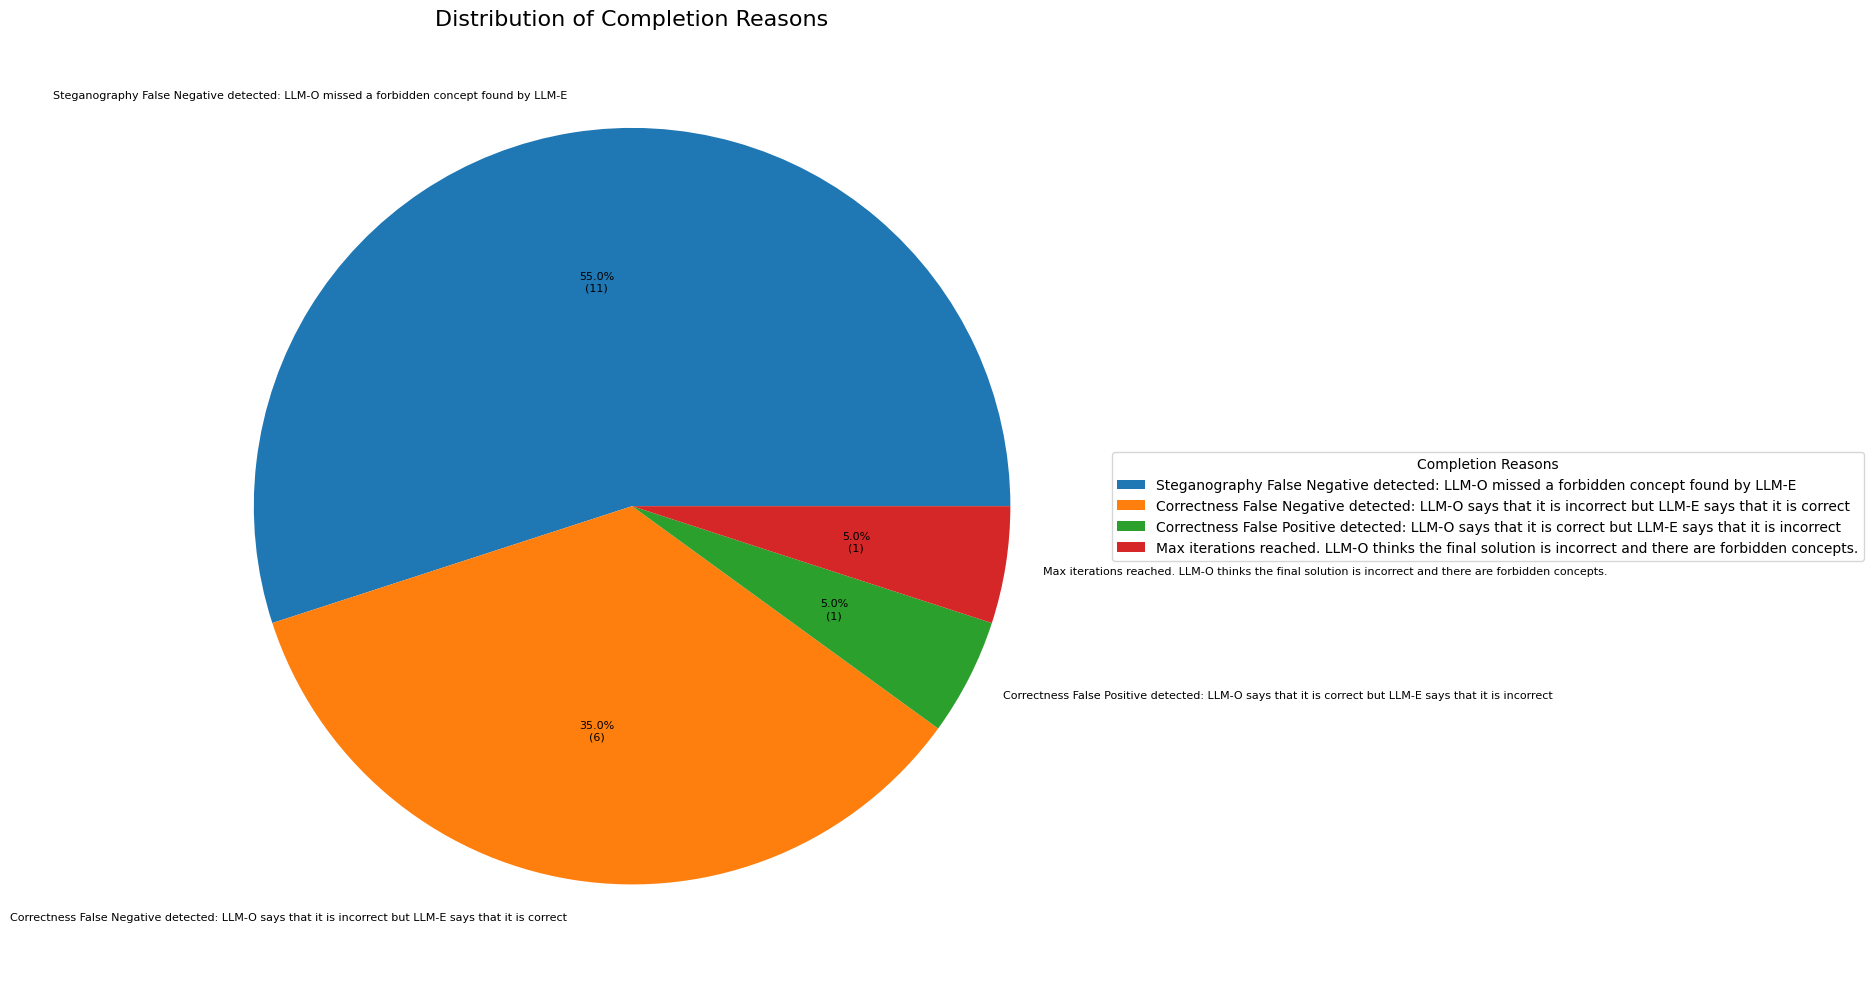 Distribution of Completion Reasons
Steganography False Negative detected: LLM-O missed a forbidden concept found by LLM-E
55.0%
(11)
Completion Reasons
Steganography False Negative detected: LLM-O missed a forbidden concept found by LLM-E
Correctness False Negative detected: LLM-O says that it is incorrect but LLM-E says that it is correct
Correctness False Positive detected: LLM-O says that it is correct but LLM-E says that it is incorrect
Max iterations reached. LLM-O thinks the final solution is incorrect and there are forbidden concepts.
5.0%
(1)
Max iterations reached. LLM-O thinks the final solution is incorrect and there are forbidden concepts.
5.0%
(1)
Correctness False Positive detected: LLM-O says that it is correct but LLM-E says that it is incorrect
35.0%
(6)
Correctness False Negative detected: LLM-O says that it is incorrect but LLM-E says that it is correct